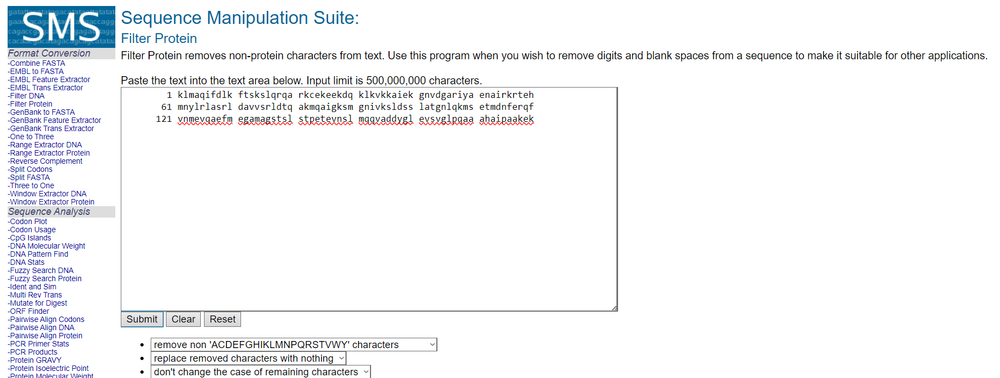 SMS
Sequence Manipulation Suite:
Filter Protein
Filter Protein removes non-protein characters from text. Use this program when you wish to remove digits and blank spaces from a sequence to make it suitable for other applications.
Paste the text into the text area below. Input limit is 500,000,000 characters.
1 klmaqifdlk ftskslqrqa rkcekeekdq klkvkkaiek gnvdgariya enairkrteh
61 mnylrlasrl davvsrldtq akmqaigksm gnivksldss latgnlqkms etmdnferqf
121 vnmevqaefm egamagstsl stpetevnsl mqqvaddygl evsvglpqaa ahaipaakek
Submit Clear Reset
• remove non 'ACDEFGHIKLMNPQRSTVWY' characters
• replace removed characters with nothing
• don't change the case of remaining characters
Format Conversion
-Combine FASTA
-EMBL to FASTA
-EMBL Feature Extractor
-EMBL Trans Extractor
-Filter DNA
-Filter Protein
-GenBank to FASTA
-GenBank Feature Extractor
-GenBank Trans Extractor
-One to Three
-Range Extractor DNA
-Range Extractor Protein
-Reverse Complement
-Split Codons
-Split FASTA
-Three to One
-Window Extractor DNA
-Window Extractor Protein
Sequence Analysis
-Codon Plot
-Codon Usage
-CpG Islands
-DNA Molecular Weight
-DNA Pattern Find
-DNA Stats
-Fuzzy Search DNA
-Fuzzy Search Protein
-Ident and Sim
-Multi Rev Trans
-Mutate for Digest
-ORF Finder
-Pairwise Align Codons
-Pairwise Align DNA
-Pairwise Align Protein
-PCR Primer Stats
-PCR Products
-Protein GRAVY
-Protein Isoelectric Point
-Protein Molecular Weight